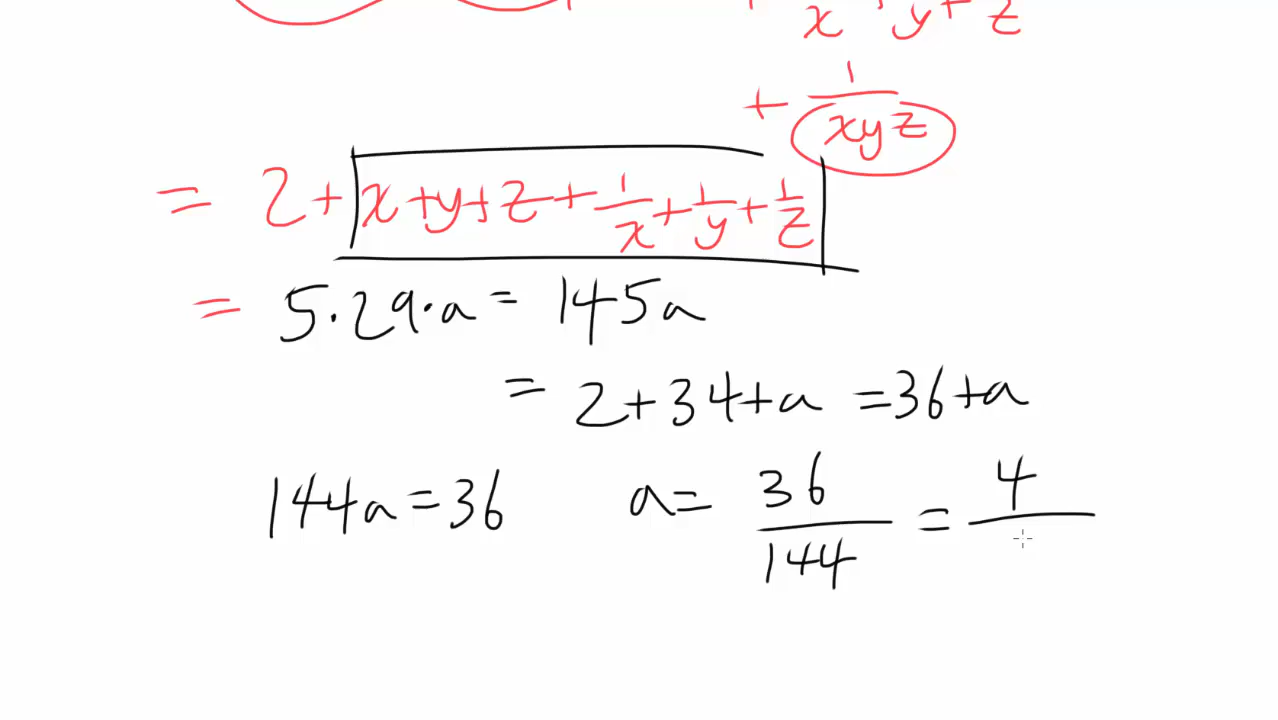 x y + z
+ 1/xyz
= 2 + x+y+z+1/x+1/y+1/z
= 5·29·a = 145a
= 2+34+a = 36+a
144a=36 a= 36/144 = 4/